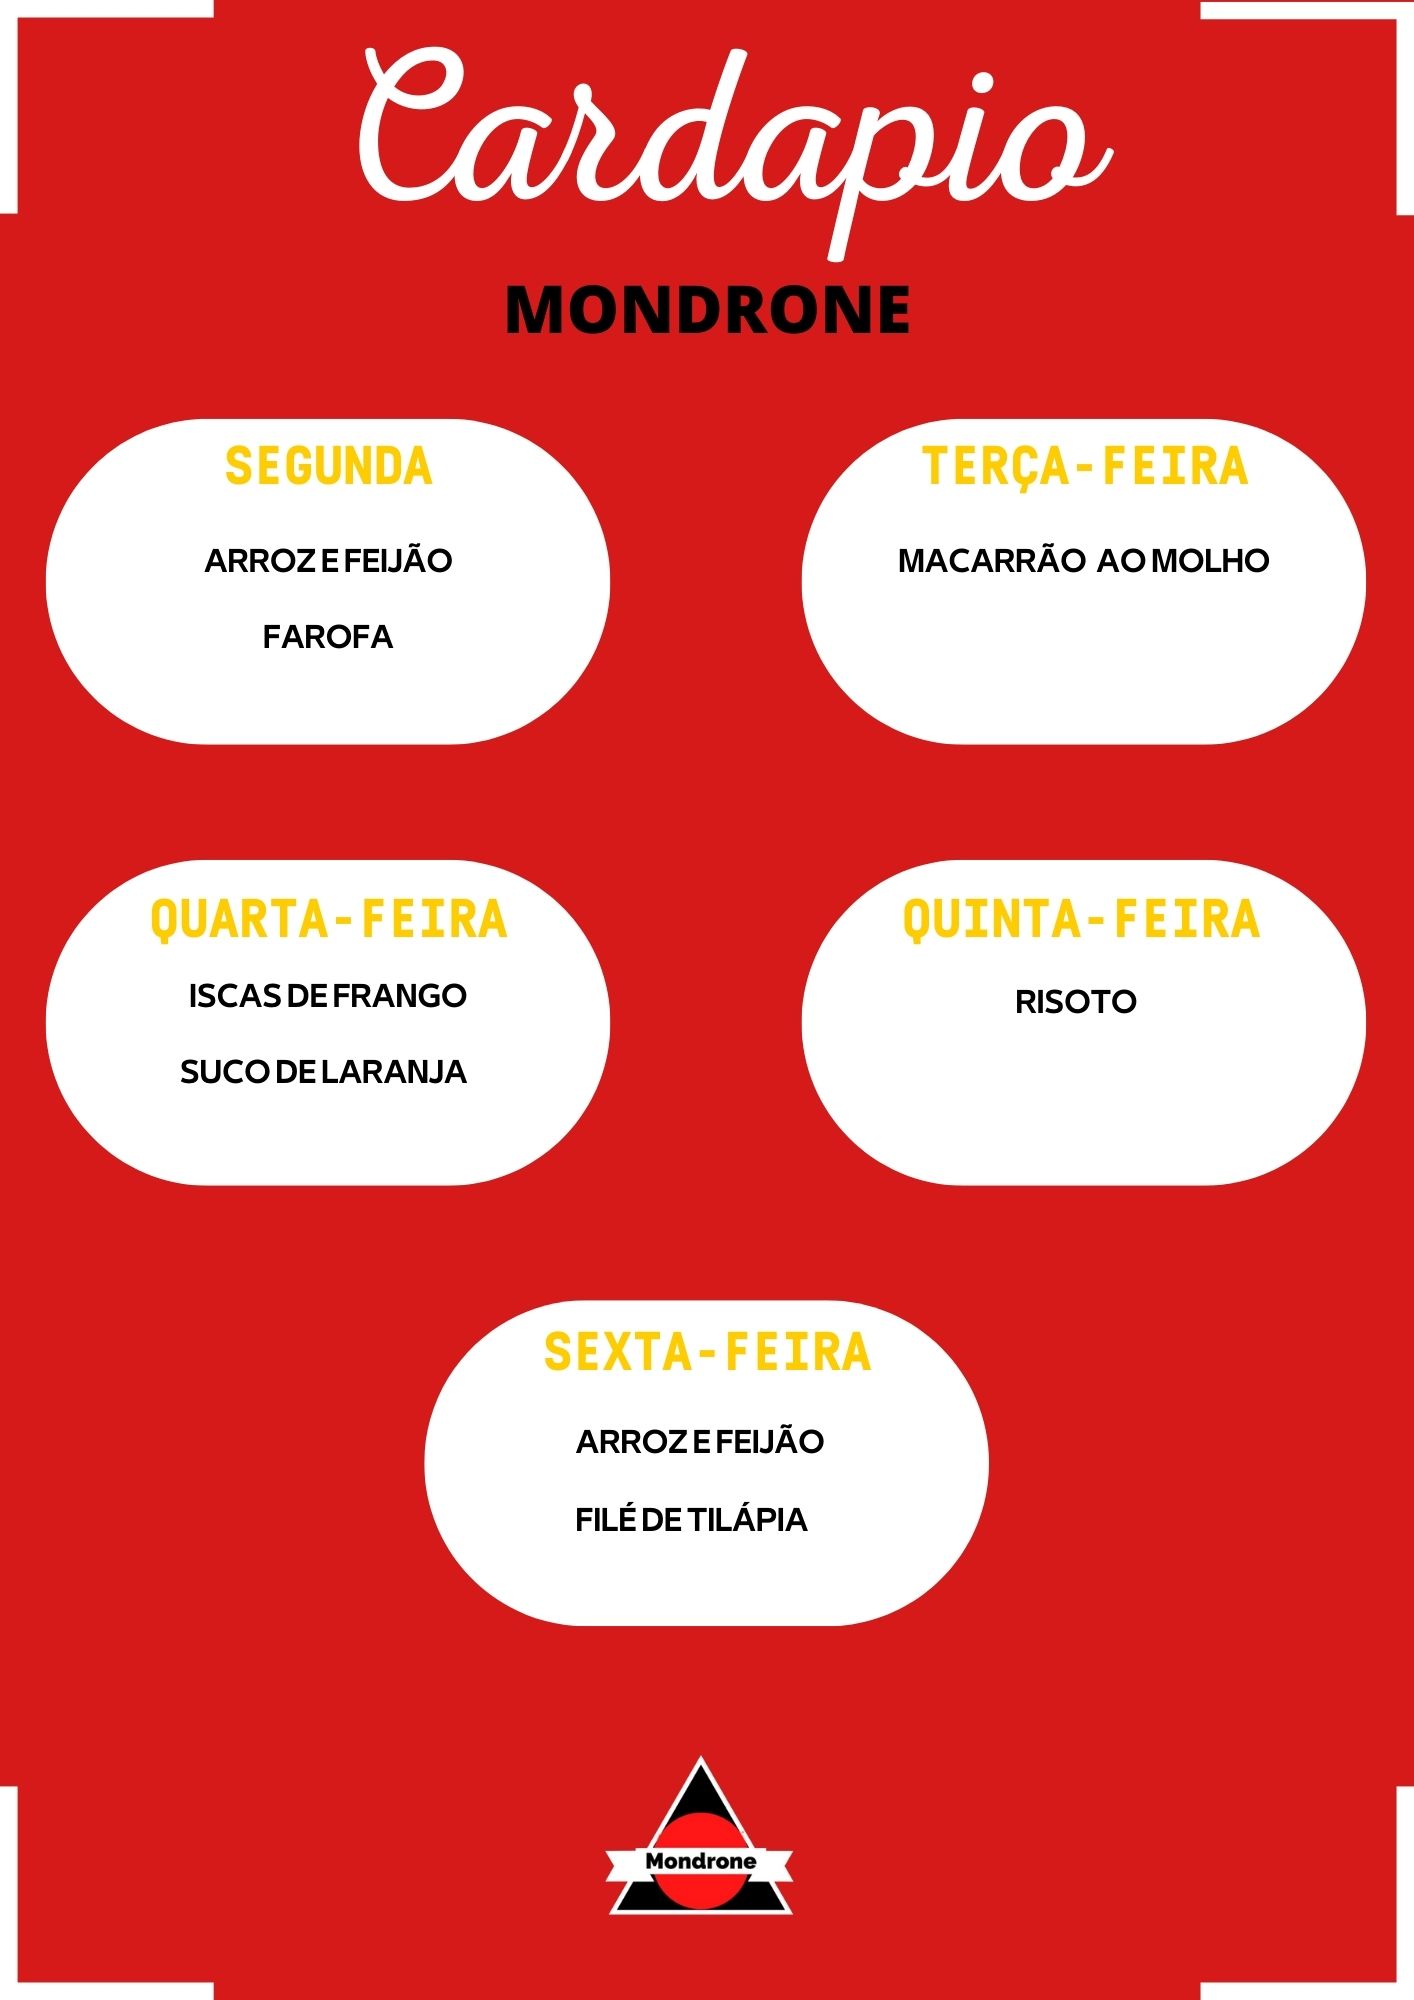 Cardapio
MONDRONE
SEGUNDA
ARROZ E FEIJÃO
FAROFA
TERÇA-FEIRA
MACARRÃO AO MOLHO
QUARTA-FEIRA
ISCAS DE FRANGO
SUCO DE LARANJA
QUINTA-FEIRA
RISOTO
SEXTA-FEIRA
ARROZ E FEIJÃO
FILÉ DE TILÁPIA
Mondrone